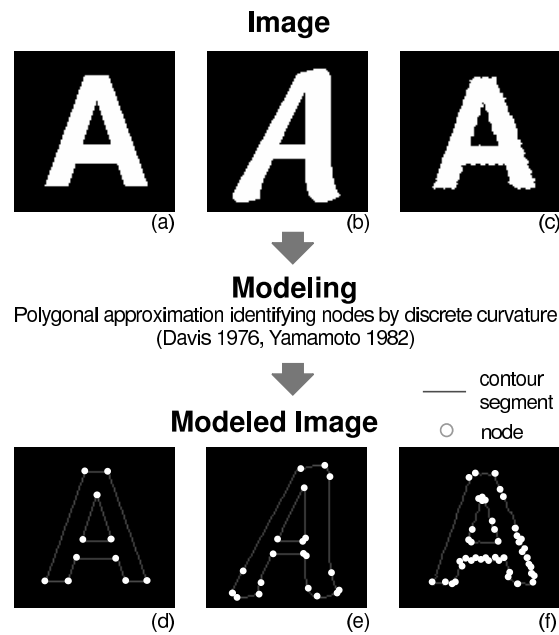 Image
(a)
(b)
(c)
Modeling
Polygonal approximation identifying nodes by discrete curvature
(Davis 1976, Yamamoto 1982)
contour
segment
node
Modeled Image
(d)
(e)
(f)